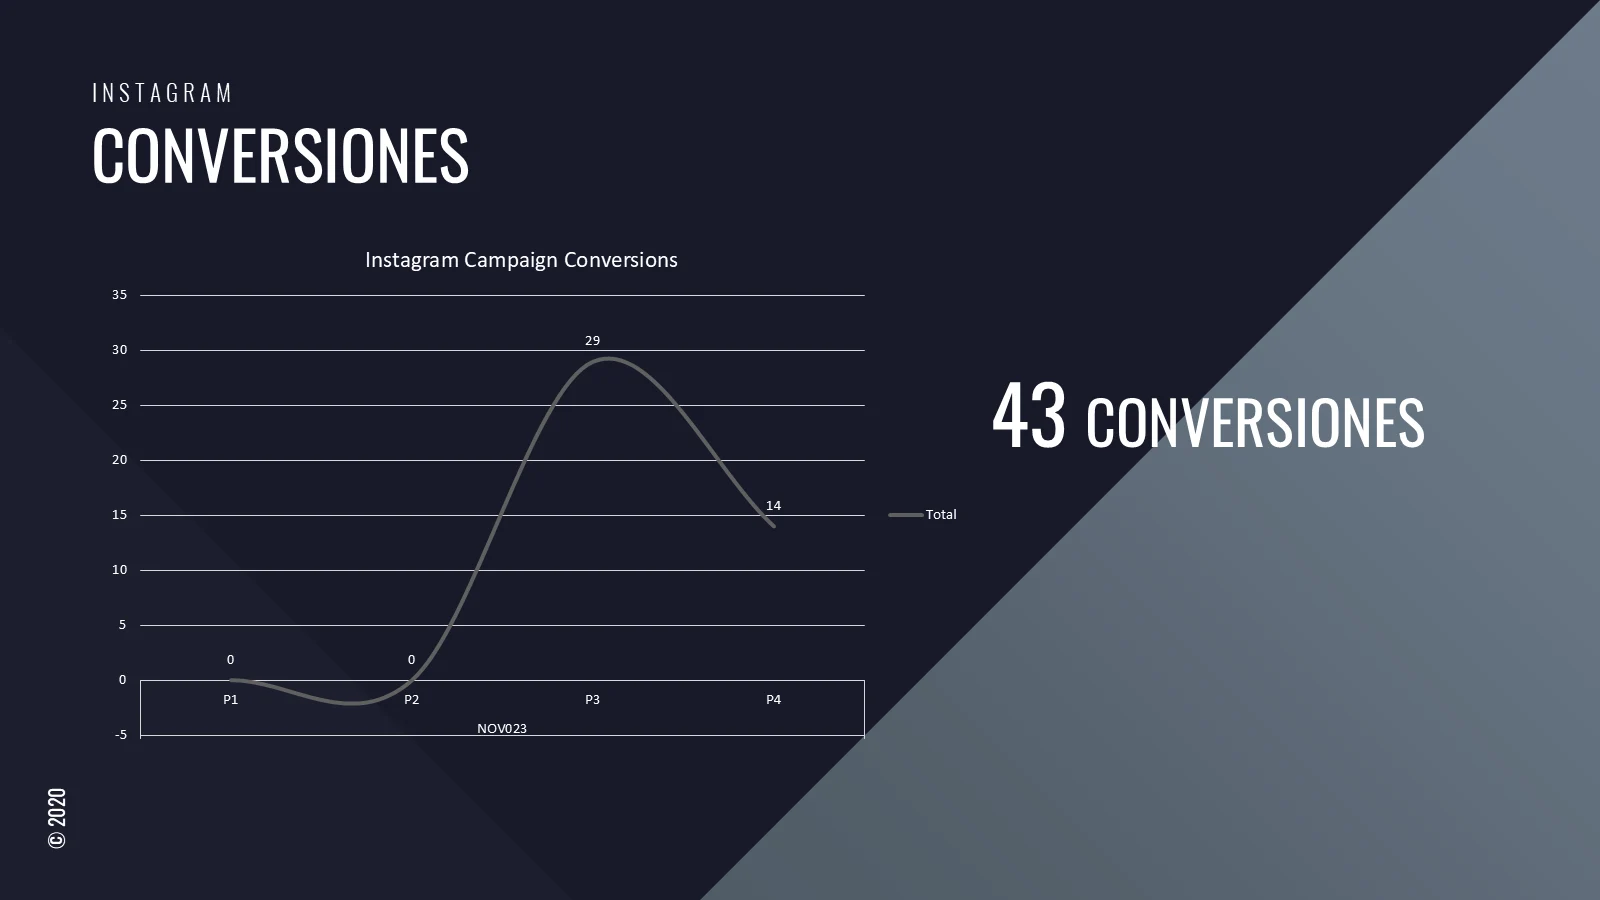 INSTAGRAM
CONVERSIONES
Instagram Campaign Conversions
35
30
25
20
15
10
5
0
-5
0
0
29
14
P1 P2 P3 P4
NOV023
Total
43 CONVERSIONES
© 2020